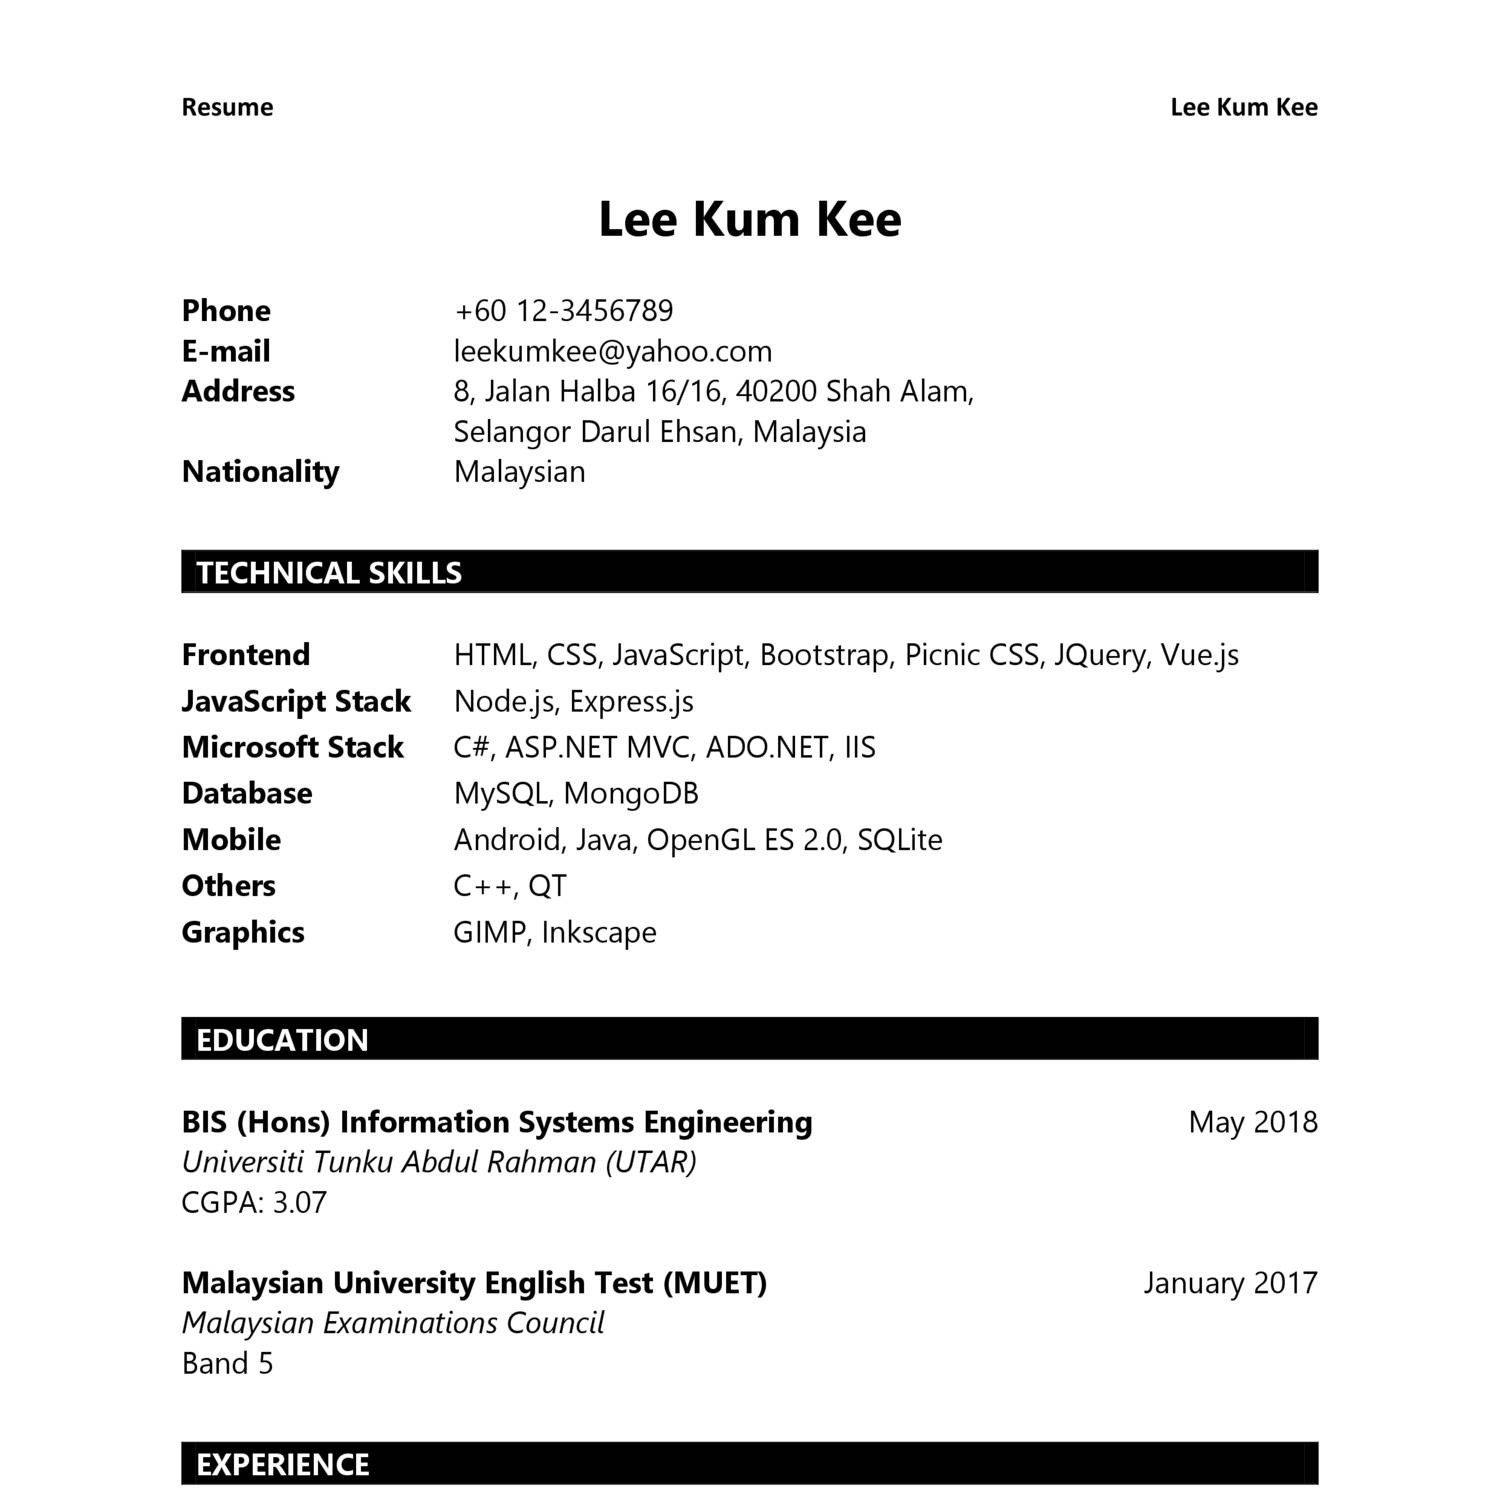 Resume Lee Kum Kee
Lee Kum Kee
Phone +60 12-3456789
E-mail leekumkee@yahoo.com
Address 8, Jalan Halba 16/16, 40200 Shah Alam,
Selangor Darul Ehsan, Malaysia
Nationality Malaysian
TECHNICAL SKILLS
Frontend HTML, CSS, JavaScript, Bootstrap, Picnic CSS, JQuery, Vue.js
JavaScript Stack Node.js, Express.js
Microsoft Stack C#, ASP.NET MVC, ADO.NET, IIS
Database MySQL, MongoDB
Mobile Android, Java, OpenGL ES 2.0, SQLite
Others C++, QT
Graphics GIMP, Inkscape
EDUCATION
BIS (Hons) Information Systems Engineering May 2018
Universiti Tunku Abdul Rahman (UTAR)
CGPA: 3.07
Malaysian University English Test (MUET) January 2017
Malaysian Examinations Council
Band 5
EXPERIENCE